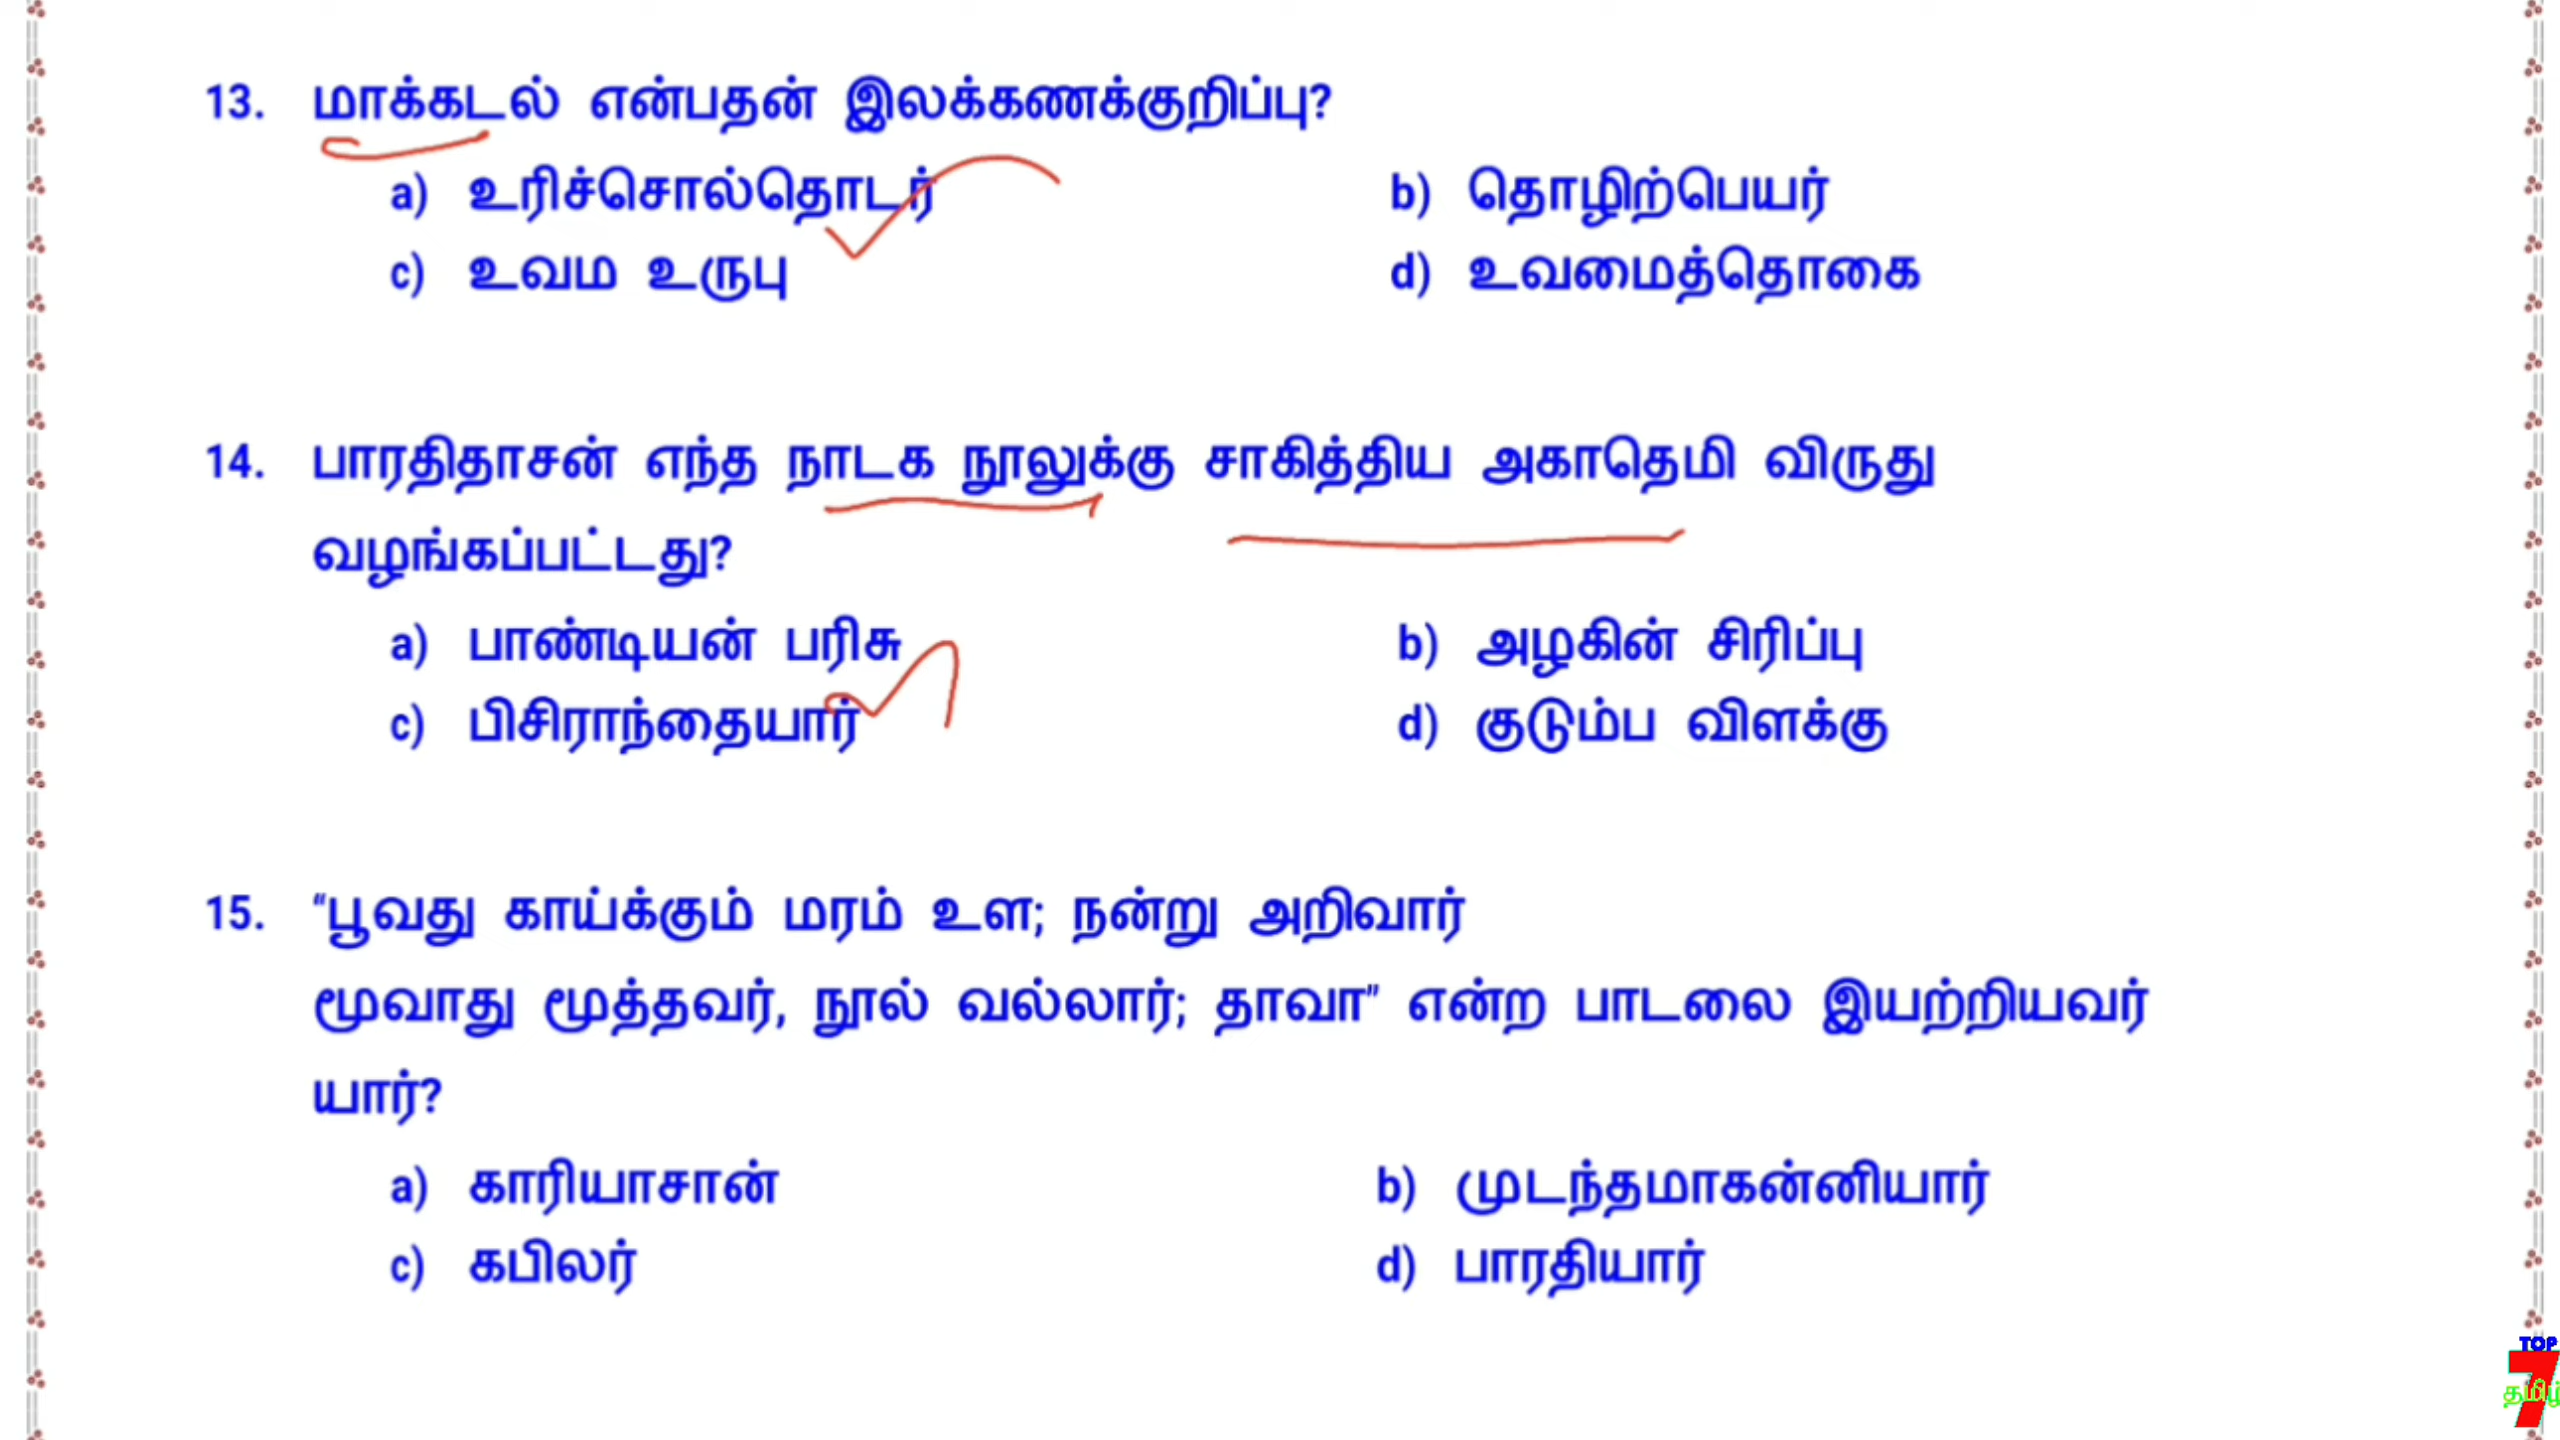 13. மாக்கடல் என்பதன் இலக்கணக்குறிப்பு?
a) உரிச்சொல்தொடர் b) தொழிற்பெயர்
c) உவம உருபு d) உவமைத்தொகை
14. பாரதிதாசன் எந்த நாடக நூலுக்கு சாகித்திய அகாதெமி விருது
வழங்கப்பட்டது?
a) பாண்டியன் பரிசு b) அழகின் சிரிப்பு
c) பிசிராந்தையார் d) குடும்ப விளக்கு
15. “பூவது காய்க்கும் மரம் உள; நன்று அறிவார்
மூவாது மூத்தவர், நூல் வல்லார்; தாவா” என்ற பாடலை இயற்றியவர்
யார்?
a) காரியாசான் b) முடந்தமாகன்னியார்
c) கபிலர் d) பாரதியார்
TOP
7
தமிழ்